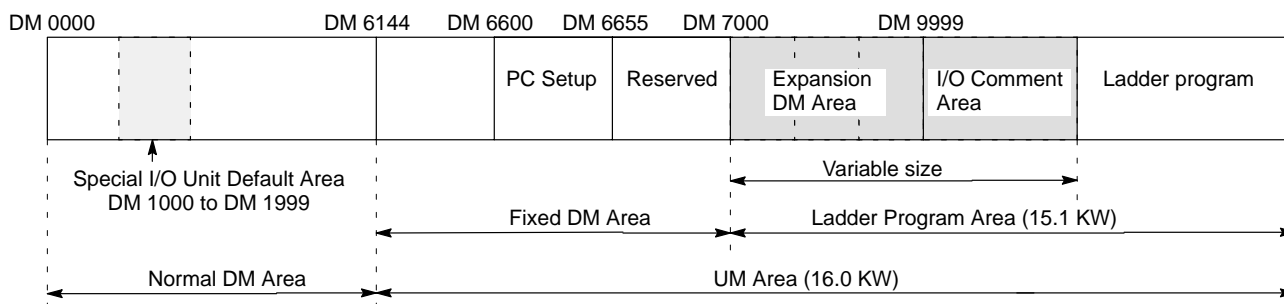 DM 0000 DM 6144 DM 6600 DM 6655 DM 7000 DM 9999
PC Setup Reserved Expansion I/O Comment Ladder program
DM Area Area
Variable size
Special I/O Unit Default Area
DM 1000 to DM 1999
Fixed DM Area Ladder Program Area (15.1 KW)
Normal DM Area UM Area (16.0 KW)